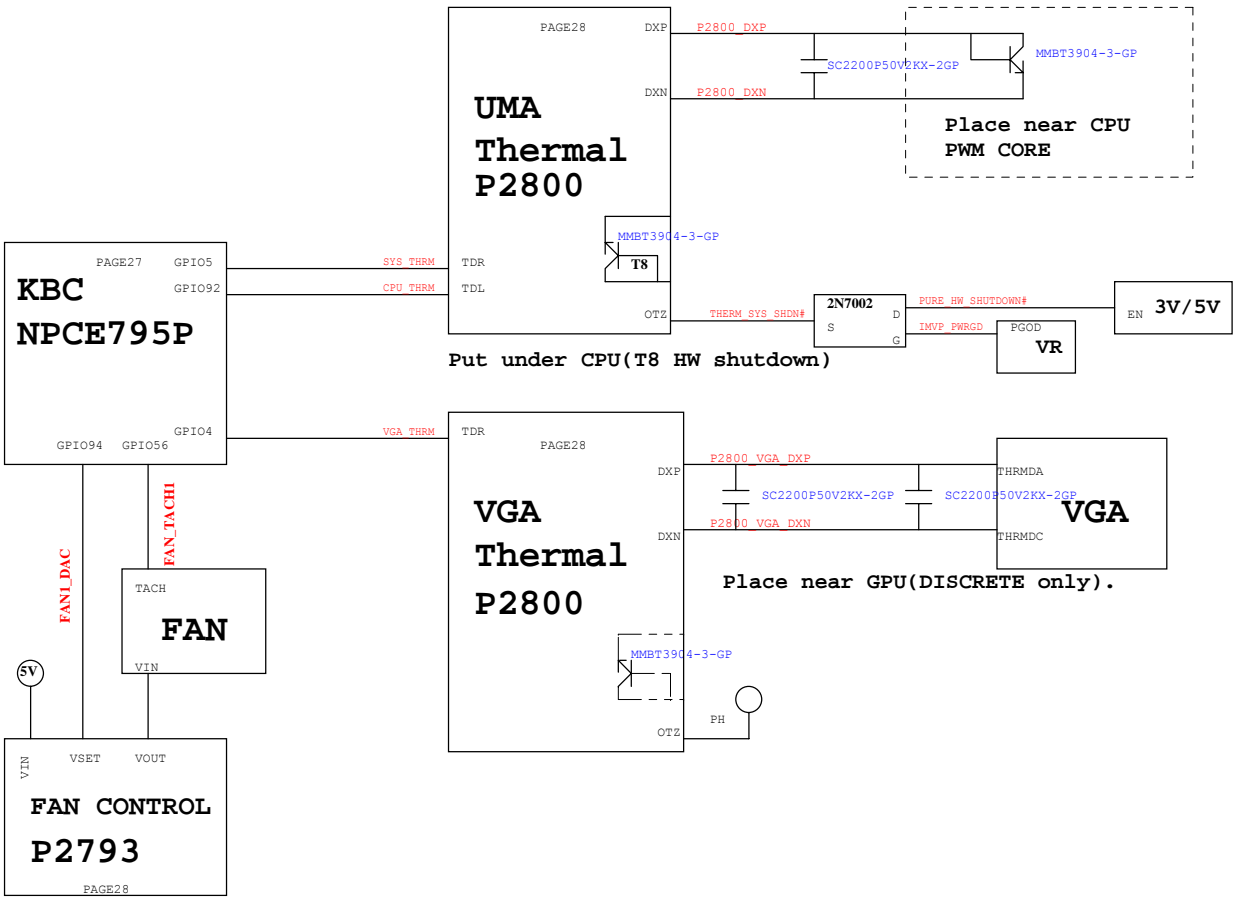 PAGE28
DXP
P2800_DXP
SC2200P50V2KX-2GP
MMBT3904-3-GP
DXN
P2800_DXN
UMA
Thermal
P2800
Place near CPU
PWM CORE
MMBT3904-3-GP
T8
PAGE27
GPIO5
SYS_THRM
TDR
KBC
GPIO92
CPU_THRM
TDL
NPCE795P
OTZ
THERM_SYS_SHDN#
2N7002
S
D
G
PURE_HW_SHUTDOWN#
IMVP_PWRGD
PGOD
VR
EN
3V/5V
Put under CPU(T8 HW shutdown)
GPIO4
VGA_THRM
TDR
GPIO94
GPIO56
PAGE28
DXP
P2800_VGA_DXP
THRMDA
SC2200P50V2KX-2GP
SC2200P50V2KX-2GP
VGA
DXN
P2800_VGA_DXN
THRMDC
VGA
Thermal
P2800
Place near GPU(DISCRETE only).
FAN1_DAC
FAN_TACH1
TACH
FAN
VIN
MMBT3904-3-GP
OTZ
PH
5V
VIN
VSET
VOUT
FAN CONTROL
P2793
PAGE28